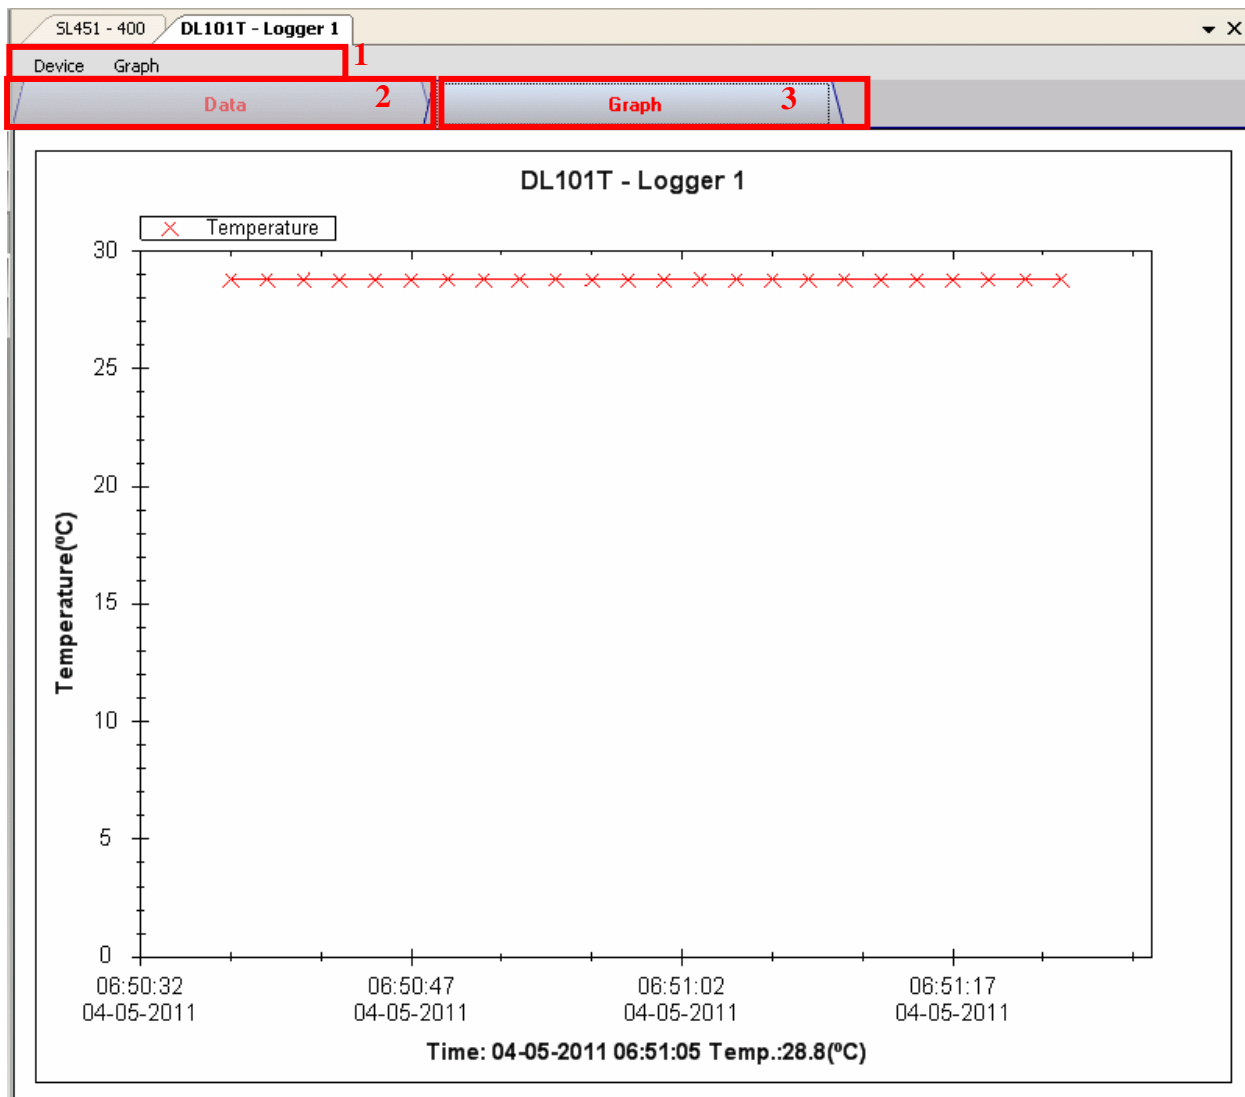 SL451 - 400 DL101T - Logger 1
Device Graph 1
Data 2 Graph 3
DL101T - Logger 1
Temperature
30
25
20
15
10
5
0
Temperature(ºC)
06:50:32 06:50:47 06:51:02 06:51:17
04-05-2011 04-05-2011 04-05-2011 04-05-2011
Time: 04-05-2011 06:51:05 Temp.:28.8(ºC)